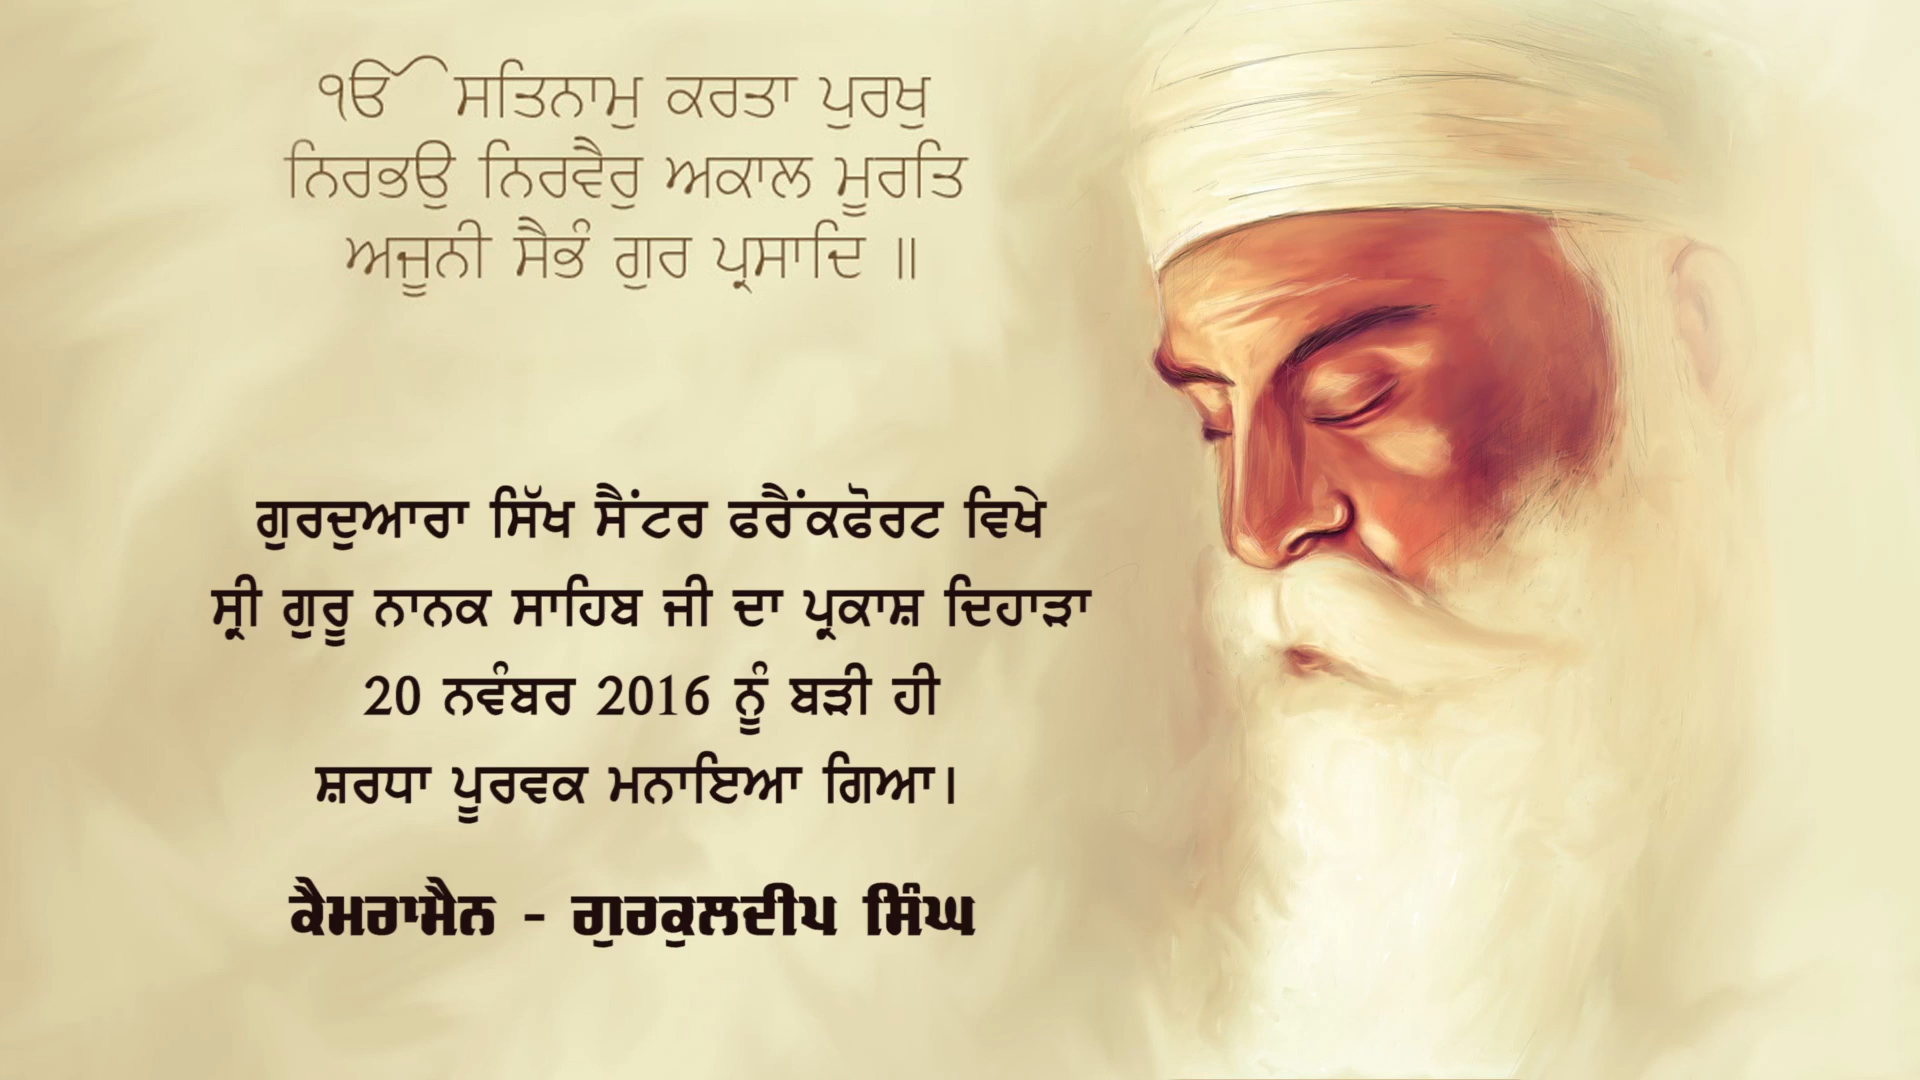 ੴ ਸਤਿਨਾਮੁ ਕਰਤਾ ਪੁਰਖੁ
ਨਿਰਭਉ ਨਿਰਵੈਰੁ ਅਕਾਲ ਮੂਰਤਿ
ਅਜੂਨੀ ਸੈਭੰ ਗੁਰ ਪ੍ਰਸਾਦਿ ॥
ਗੁਰਦੁਆਰਾ ਸਿੱਖ ਸੈਂਟਰ ਫਰੈਂਕਫੋਰਟ ਵਿਖੇ
ਸ੍ਰੀ ਗੁਰੂ ਨਾਨਕ ਸਾਹਿਬ ਜੀ ਦਾ ਪ੍ਰਕਾਸ਼ ਦਿਹਾੜਾ
20 ਨਵੰਬਰ 2016 ਨੂੰ ਬੜੀ ਹੀ
ਸ਼ਰਧਾ ਪੂਰਵਕ ਮਨਾਇਆ ਗਿਆ।
ਕੈਮਰਾਮੈਨ - ਗੁਰਕੁਲਦੀਪ ਸਿੰਘ